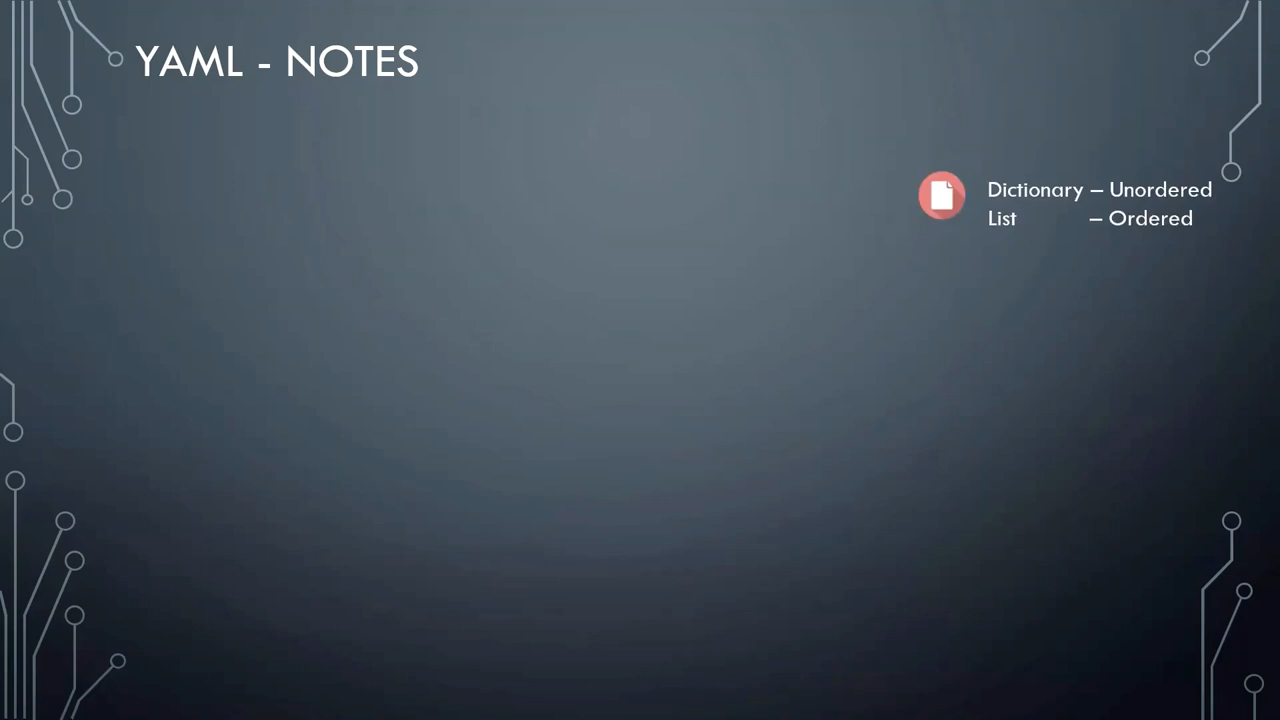 YAML - NOTES
Dictionary – Unordered
List – Ordered